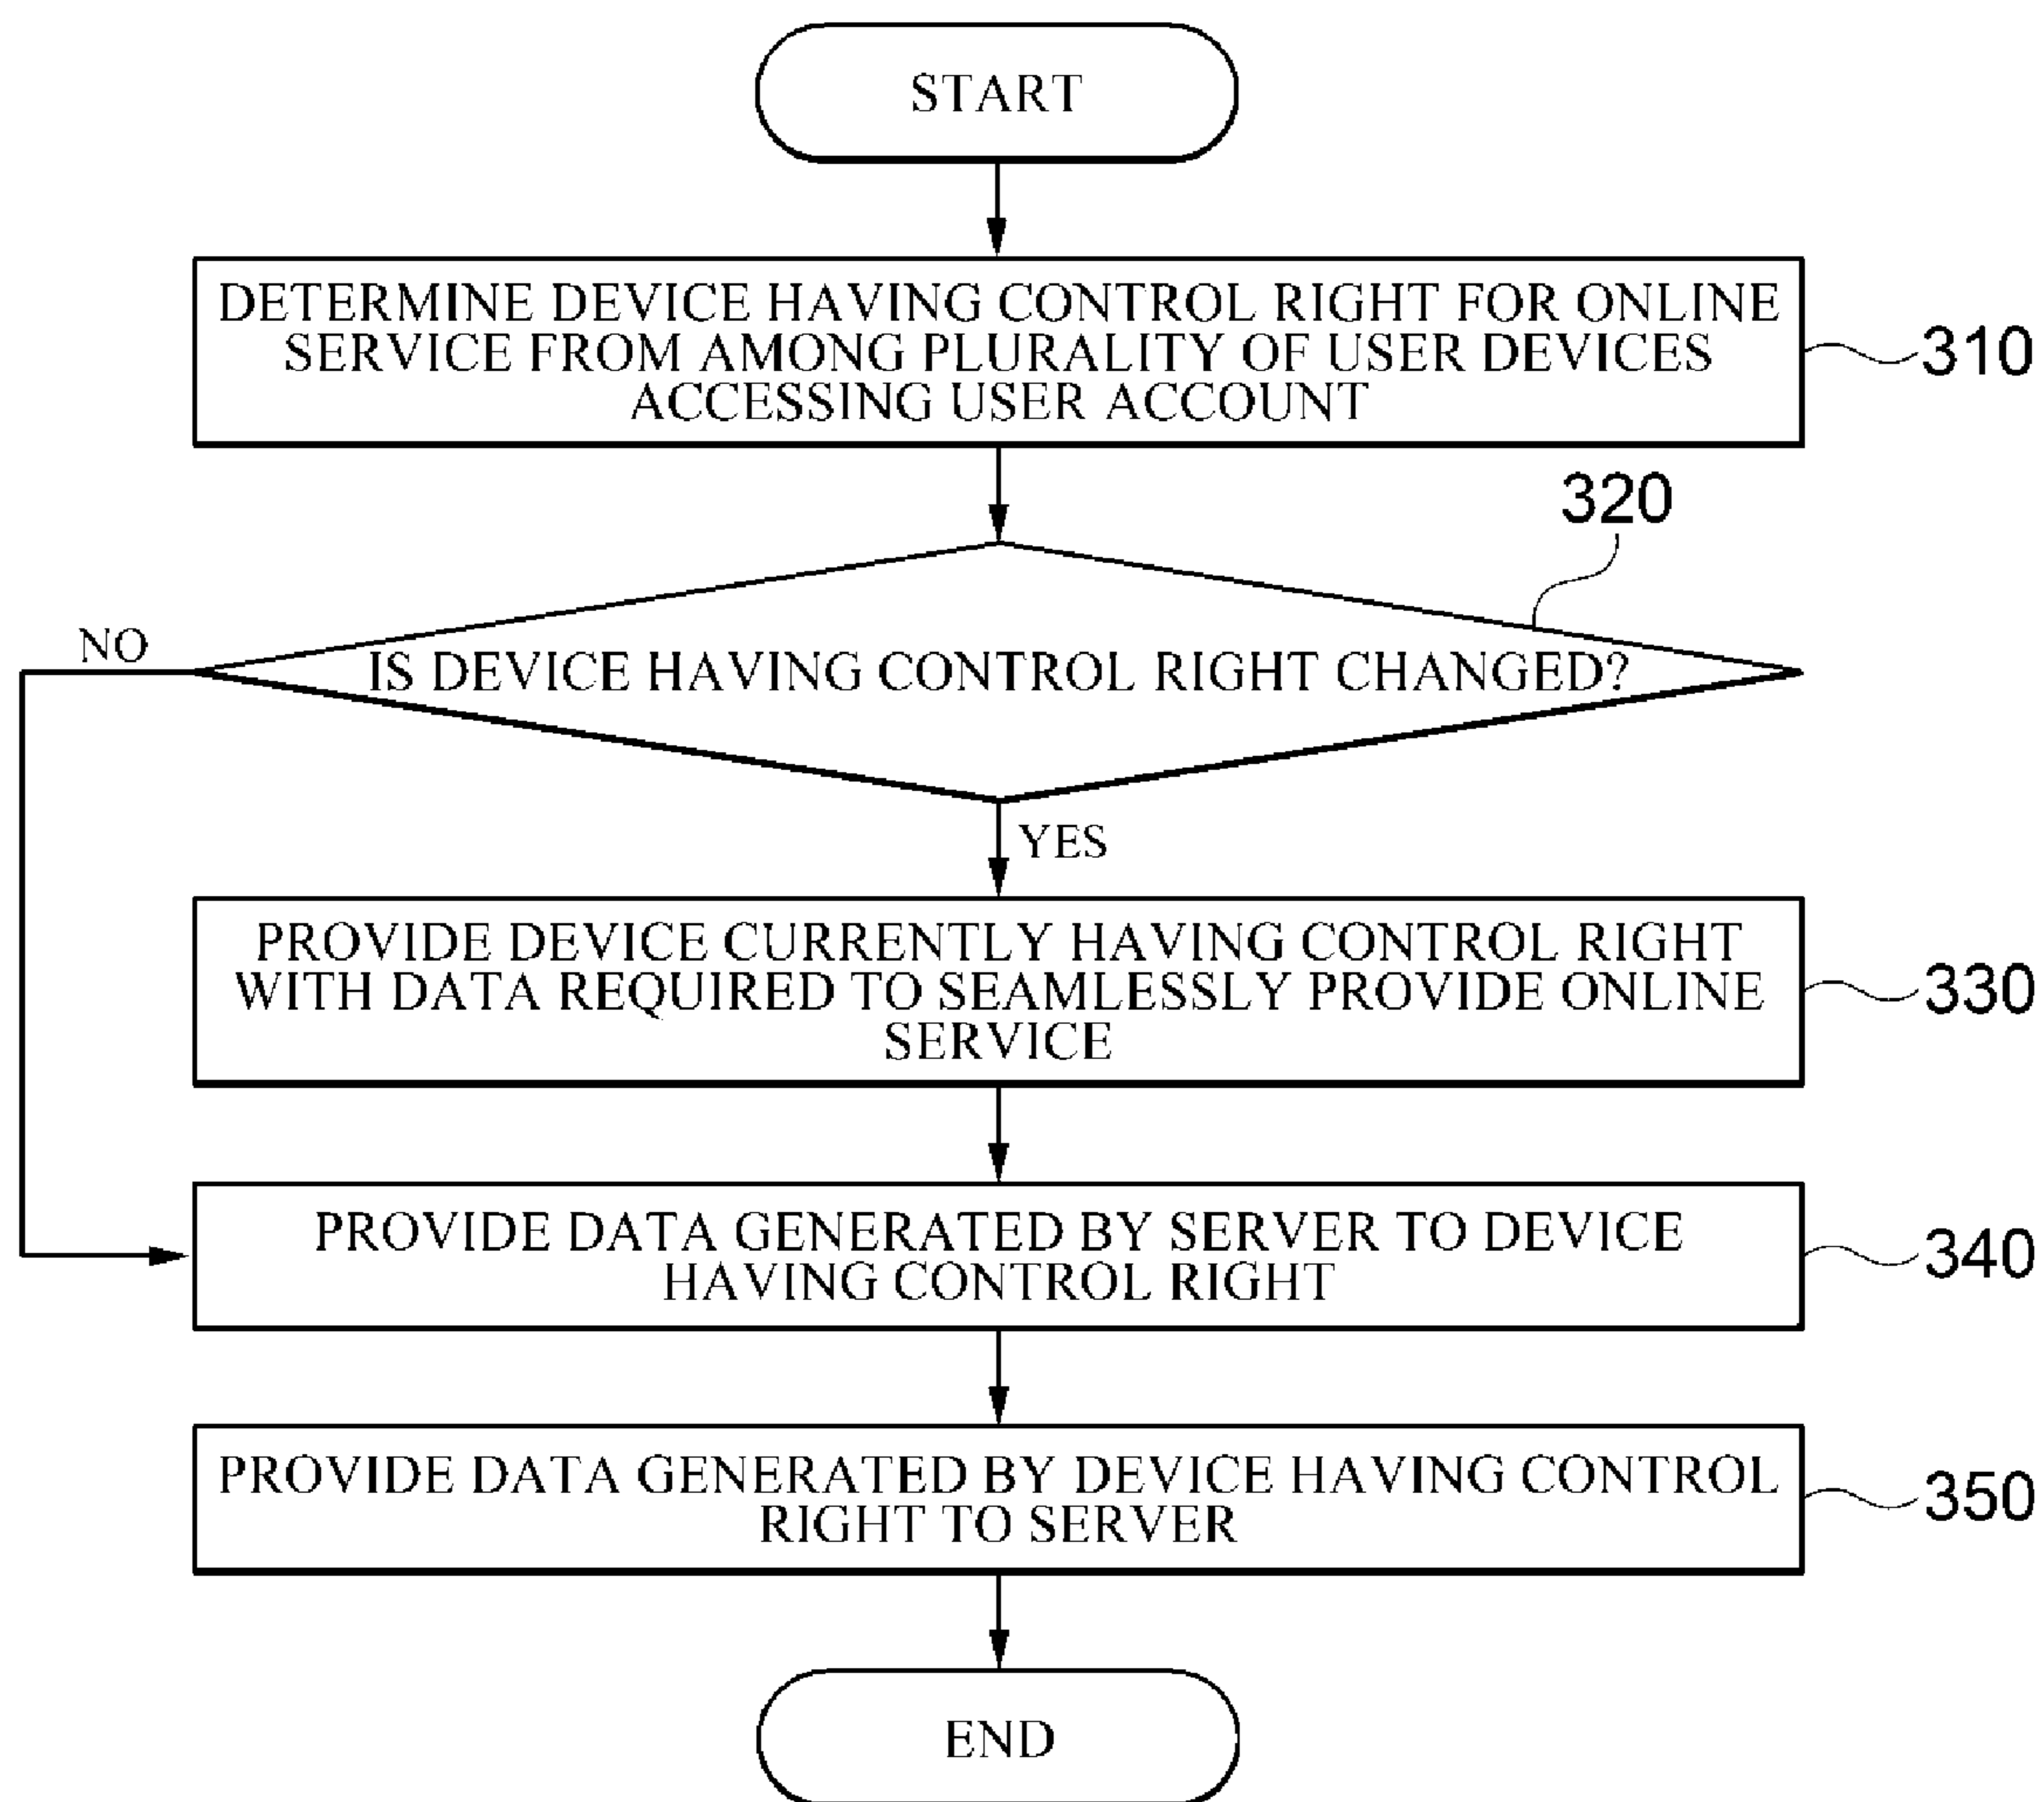 START
DETERMINE DEVICE HAVING CONTROL RIGHT FOR ONLINE
SERVICE FROM AMONG PLURALITY OF USER DEVICES
ACCESSING USER ACCOUNT
310
320
NO
IS DEVICE HAVING CONTROL RIGHT CHANGED?
YES
PROVIDE DEVICE CURRENTLY HAVING CONTROL RIGHT
WITH DATA REQUIRED TO SEAMLESSLY PROVIDE ONLINE
SERVICE
330
PROVIDE DATA GENERATED BY SERVER TO DEVICE
HAVING CONTROL RIGHT
340
PROVIDE DATA GENERATED BY DEVICE HAVING CONTROL
RIGHT TO SERVER
350
END